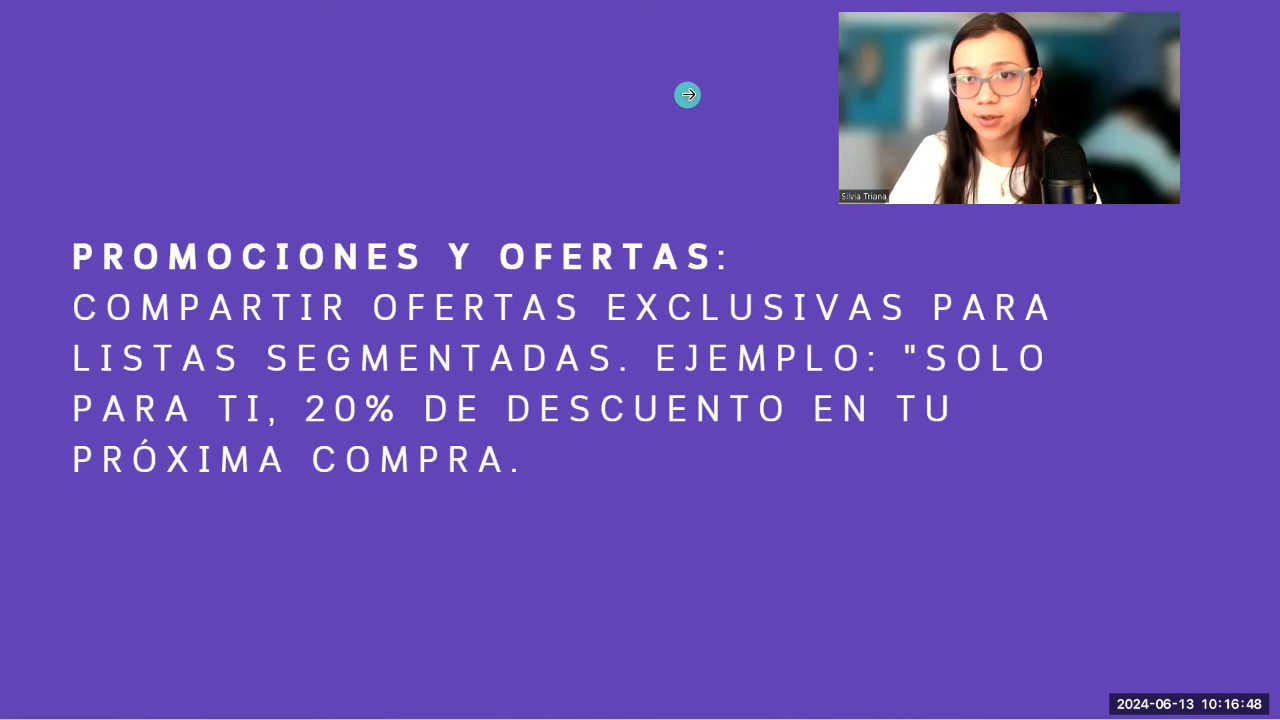 Silvia Triana
PROMOCIONES Y OFERTAS:
COMPARTIR OFERTAS EXCLUSIVAS PARA
LISTAS SEGMENTADAS. EJEMPLO: "SOLO
PARA TI, 20% DE DESCUENTO EN TU
PRÓXIMA COMPRA.
2024-06-13 10:16:48